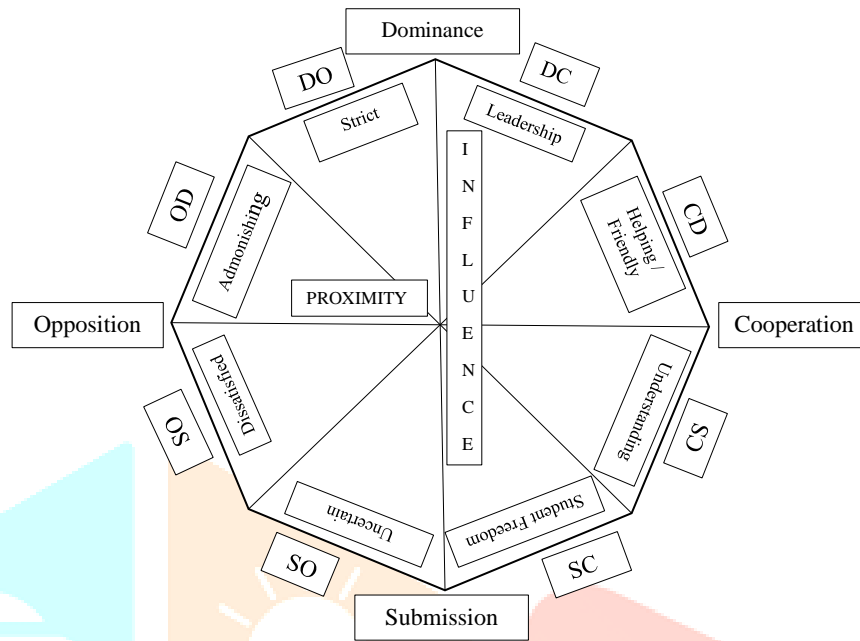 Dominance
DO
DC
Strict
Leadership
INFLUENCE
OD
CD
Admonishing
Helping /
Friendly
PROXIMITY
Opposition
Cooperation
Dissatisfied
Understanding
SO
CS
Uncertain
Student Freedom
SO
SC
Submission